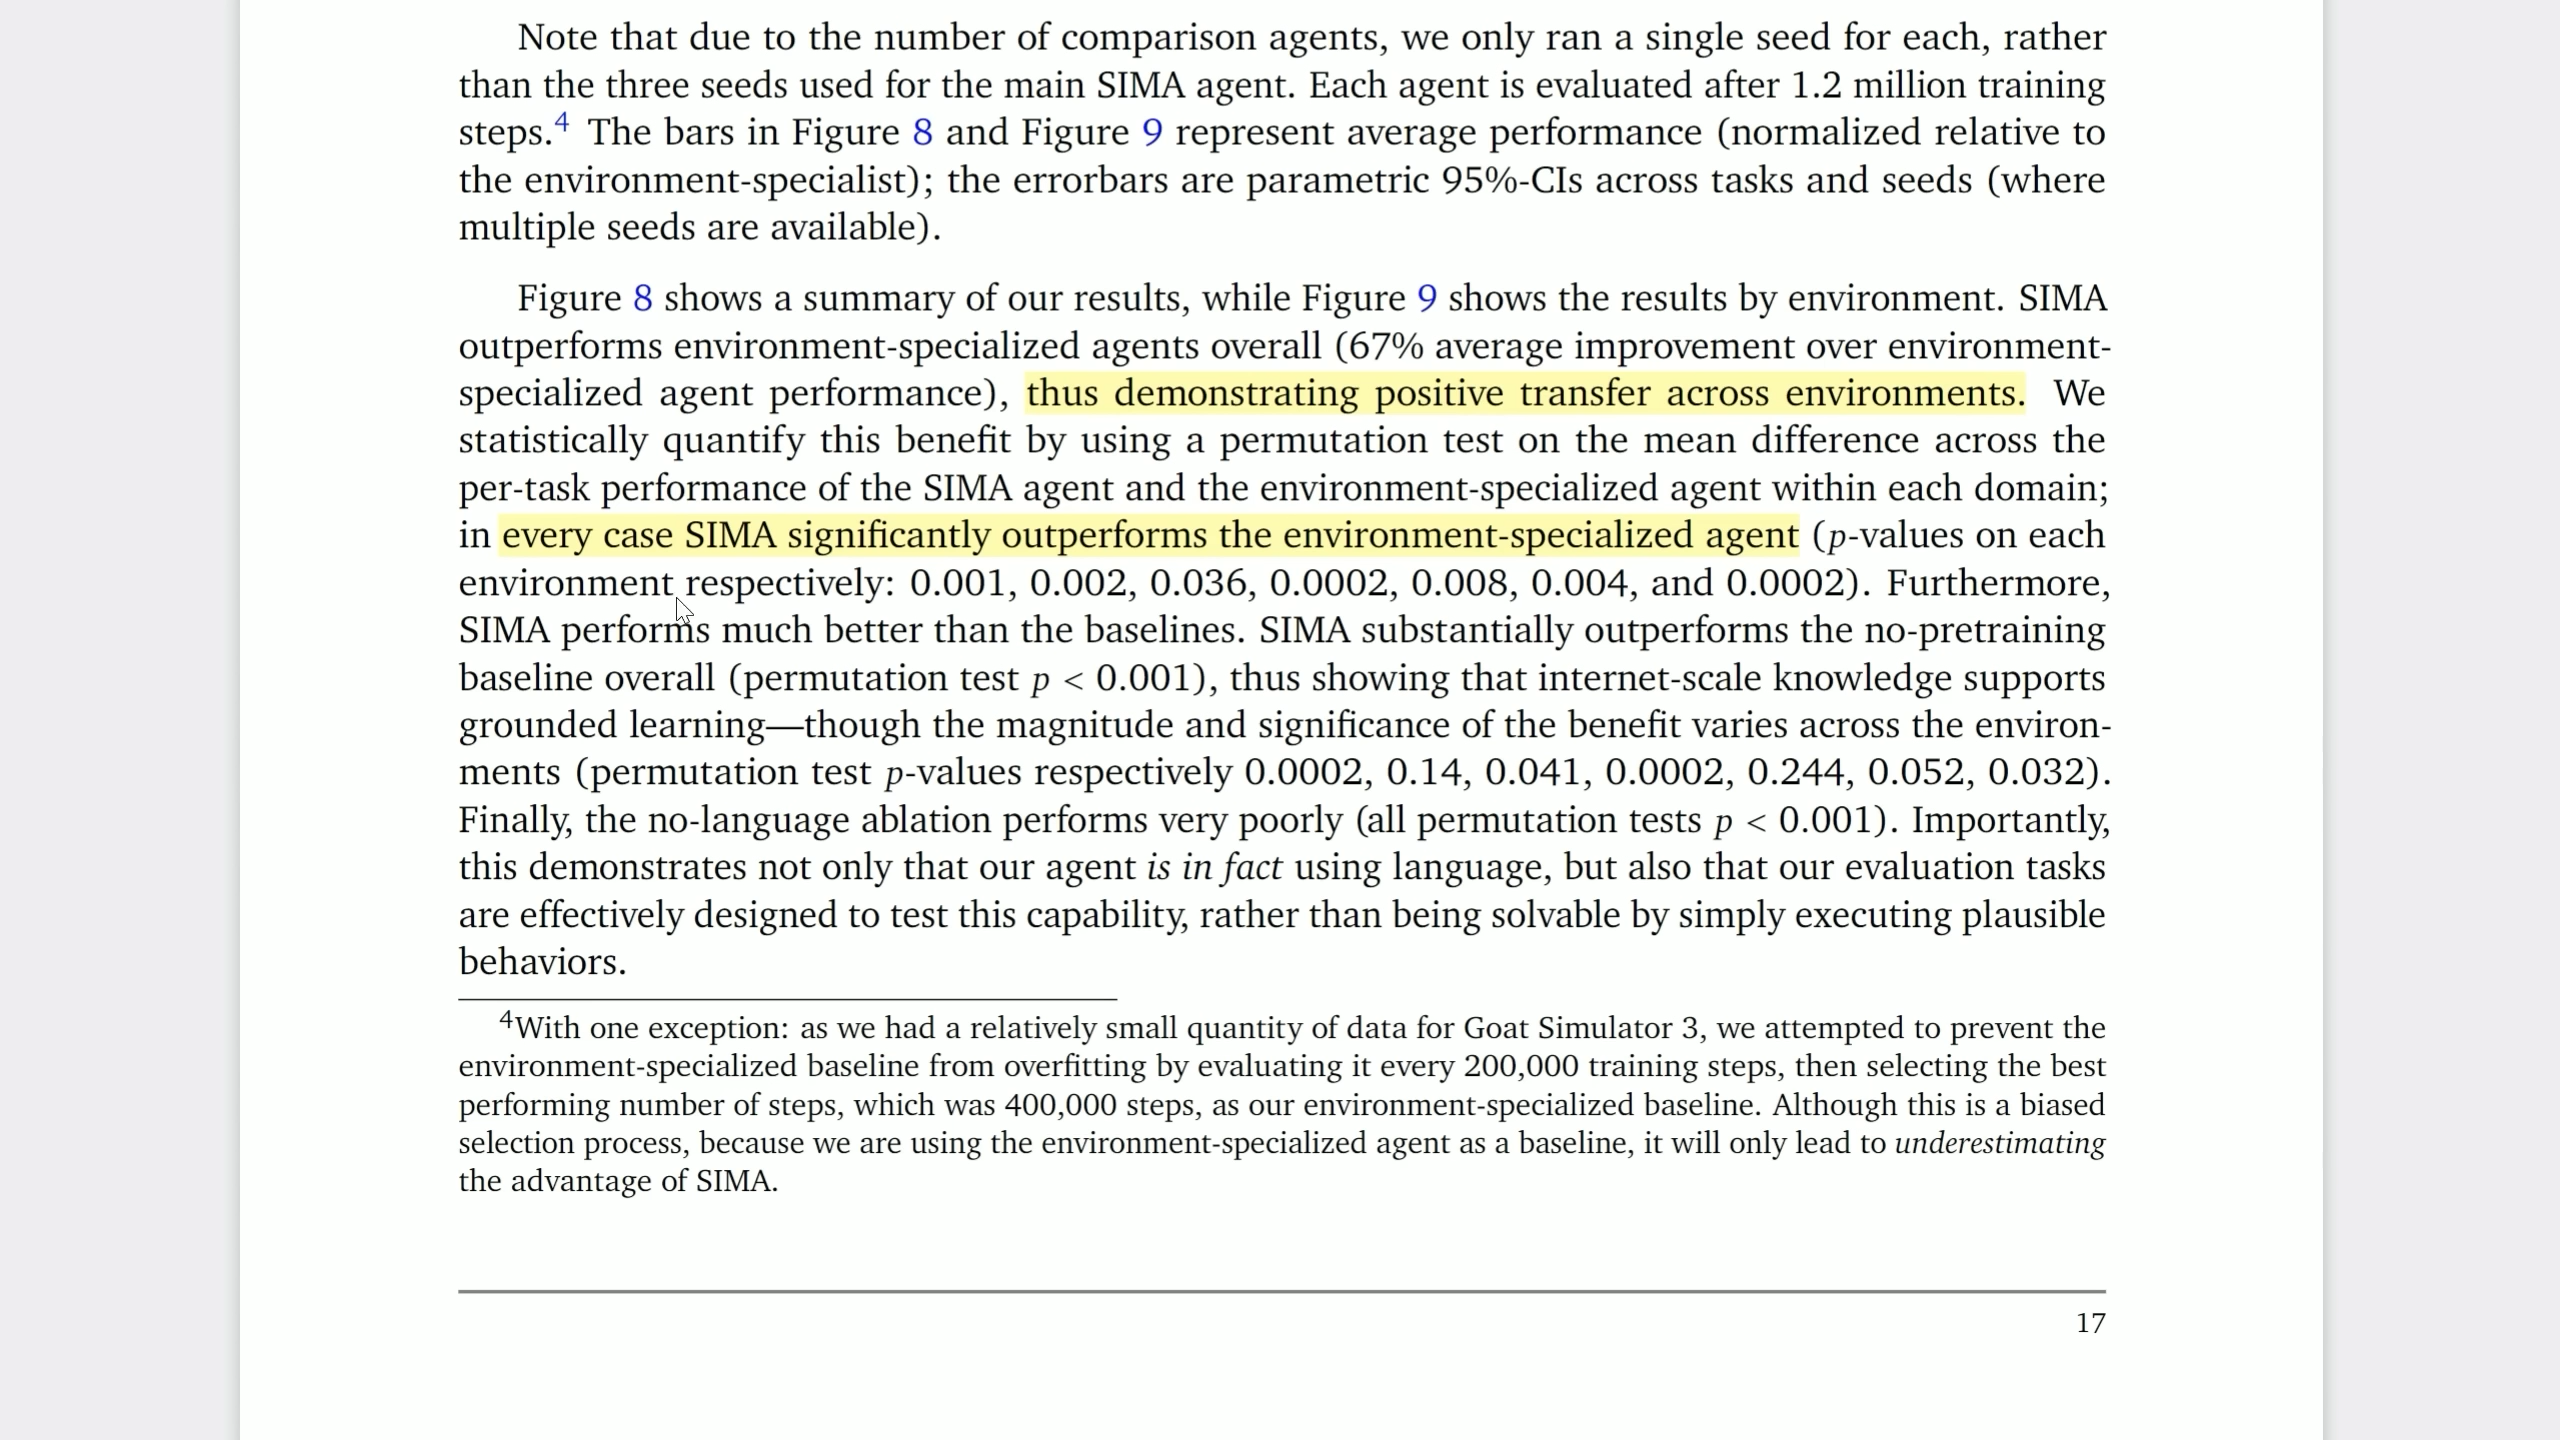 Note that due to the number of comparison agents, we only ran a single seed for each, rather
than the three seeds used for the main SIMA agent. Each agent is evaluated after 1.2 million training
steps.4 The bars in Figure 8 and Figure 9 represent average performance (normalized relative to
the environment-specialist); the errorbars are parametric 95%-CIs across tasks and seeds (where
multiple seeds are available).
Figure 8 shows a summary of our results, while Figure 9 shows the results by environment. SIMA
outperforms environment-specialized agents overall (67% average improvement over environment-
specialized agent performance), thus demonstrating positive transfer across environments. We
statistically quantify this benefit by using a permutation test on the mean difference across the
per-task performance of the SIMA agent and the environment-specialized agent within each domain;
in every case SIMA significantly outperforms the environment-specialized agent (p-values on each
environment respectively: 0.001, 0.002, 0.036, 0.0002, 0.008, 0.004, and 0.0002). Furthermore,
SIMA performs much better than the baselines. SIMA substantially outperforms the no-pretraining
baseline overall (permutation test p < 0.001), thus showing that internet-scale knowledge supports
grounded learning—though the magnitude and significance of the benefit varies across the environ-
ments (permutation test p-values respectively 0.0002, 0.14, 0.041, 0.0002, 0.244, 0.052, 0.032).
Finally, the no-language ablation performs very poorly (all permutation tests p < 0.001). Importantly,
this demonstrates not only that our agent is in fact using language, but also that our evaluation tasks
are effectively designed to test this capability, rather than being solvable by simply executing plausible
behaviors.
4With one exception: as we had a relatively small quantity of data for Goat Simulator 3, we attempted to prevent the
environment-specialized baseline from overfitting by evaluating it every 200,000 training steps, then selecting the best
performing number of steps, which was 400,000 steps, as our environment-specialized baseline. Although this is a biased
selection process, because we are using the environment-specialized agent as a baseline, it will only lead to underestimating
the advantage of SIMA.
17